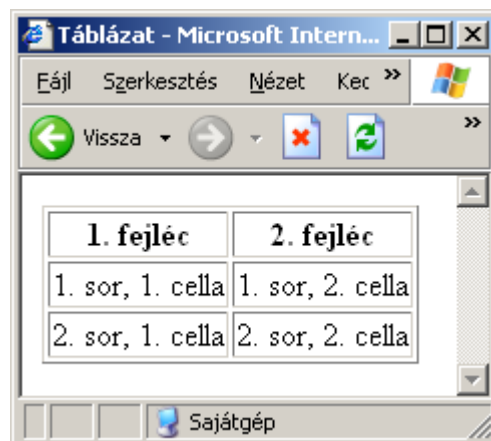 Táblázat - Microsoft Intern...
Fájl Szerkesztés Nézet Kec »
Vissza »
1. fejléc 2. fejléc
1. sor, 1. cella 1. sor, 2. cella
2. sor, 1. cella 2. sor, 2. cella
Sajátgép